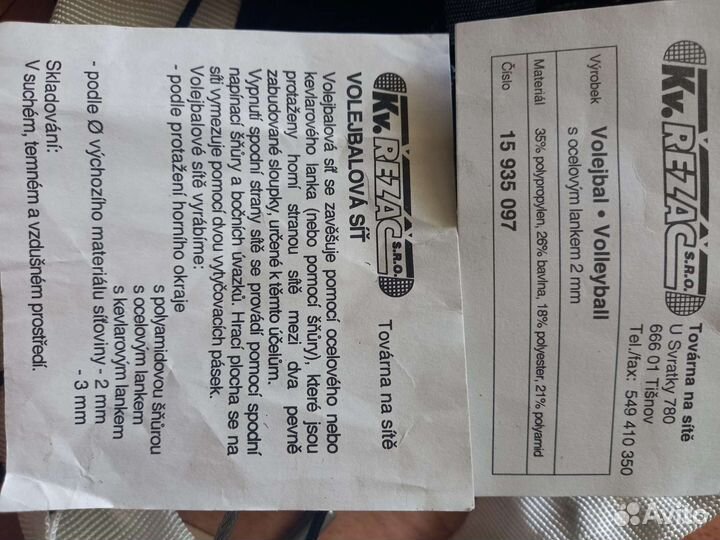 Kv.ŘEZÁČ s.r.o.
Továrna na sítě
U Svratky 780
666 01 Tišnov
Tel./fax: 549 410 350
Výrobek Volejbal • Volleyball
s ocelovým lankem 2 mm
Materiál 35% polypropylen, 26% bavlna, 18% polyester, 21% polyamid
Číslo 15 935 097
Kv.ŘEZÁČ s.r.o.
Továrna na sítě
VOLEJBALOVÁ SÍŤ
Volejbalová síť se zavěšuje pomocí ocelového nebo
kevlarového lanka (nebo pomocí šňůry), které jsou
protaženy horní stranou sítě mezi dva pevně
zabudované sloupky, určené k těmto účelům.
Vypnutí spodní strany sítě se provádí pomocí spodní
napínací šňůry a bočních úvazků. Hrací plocha se na
síti vymezuje pomocí dvou vytyčovacích pásek.
Volejbalové sítě vyrábíme:
- podle protažení horního okraje
s polyamidovou šňůrou
s ocelovým lankem
s kevlarovým lankem
- podle Ø výchozího materiálu síťoviny - 2 mm
- 3 mm
Skladování:
V suchém, temném a vzdušném prostředí.
Avito